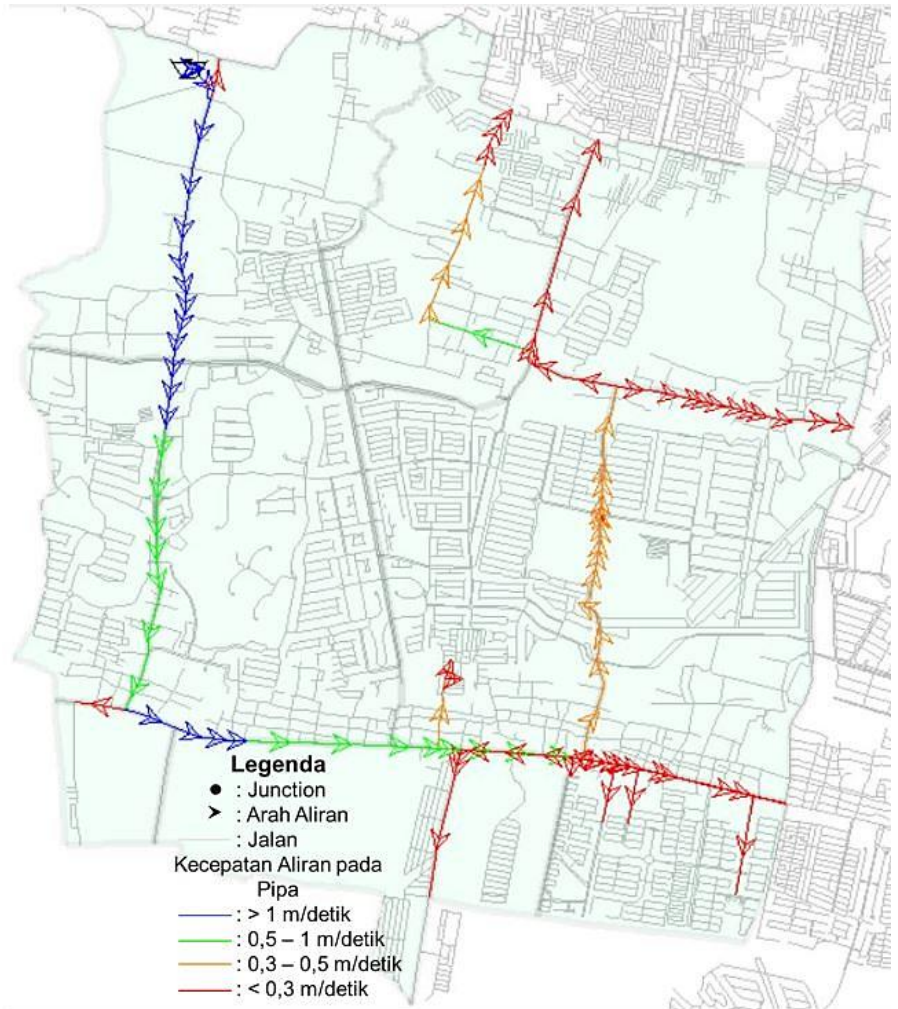 Legenda
: Junction
: Arah Aliran
: Jalan
Kecepatan Aliran pada
Pipa
: > 1 m/detik
: 0,5 – 1 m/detik
: 0,3 – 0,5 m/detik
: < 0,3 m/detik